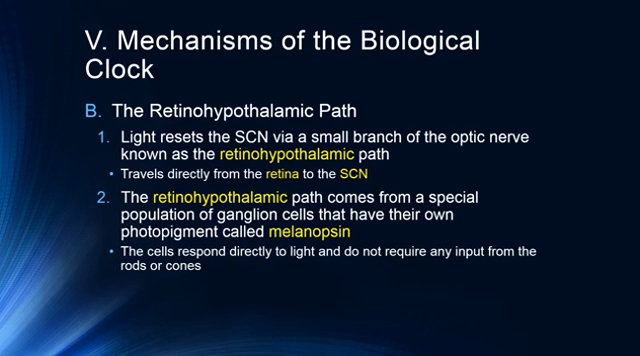 V. Mechanisms of the Biological
Clock
B. The Retinohypothalamic Path
1. Light resets the SCN via a small branch of the optic nerve
known as the retinohypothalamic path
• Travels directly from the retina to the SCN
2. The retinohypothalamic path comes from a special
population of ganglion cells that have their own
photopigment called melanopsin
• The cells respond directly to light and do not require any input from the
rods or cones